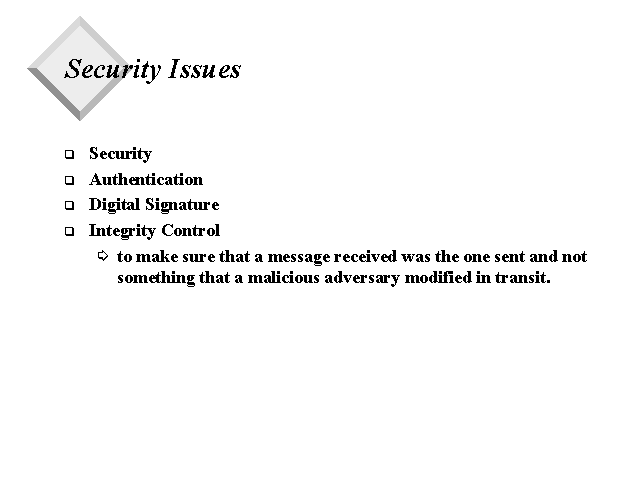 Security Issues
Security
Authentication
Digital Signature
Integrity Control
to make sure that a message received was the one sent and not
something that a malicious adversary modified in transit.